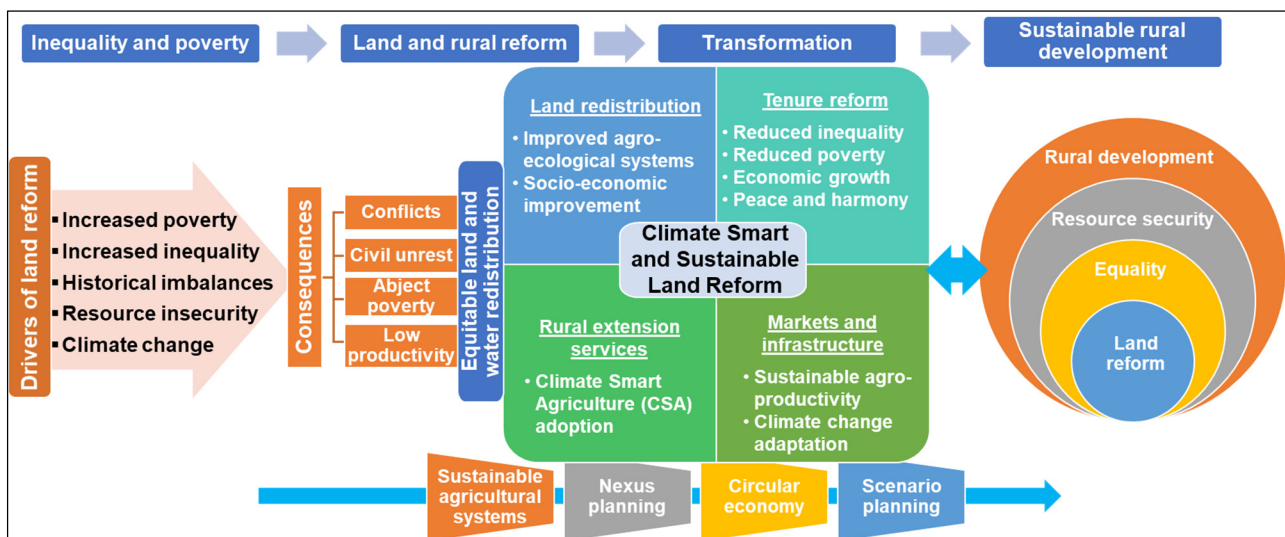 Inequality and poverty
Land and rural reform
Transformation
Sustainable rural
development
Drivers of land reform
▪ Increased poverty
▪ Increased inequality
▪ Historical imbalances
▪ Resource insecurity
▪ Climate change
Consequences
Conflicts
Civil unrest
Abject
poverty
Low
productivity
Equitable land and
water redistribution
Land redistribution
• Improved agro-
ecological systems
• Socio-economic
improvement
Tenure reform
• Reduced inequality
• Reduced poverty
• Economic growth
• Peace and harmony
Climate Smart
and Sustainable
Land Reform
Rural extension
services
• Climate Smart
Agriculture (CSA)
adoption
Markets and
infrastructure
• Sustainable agro-
productivity
• Climate change
adaptation
Rural development
Resource security
Equality
Land
reform
Sustainable
agricultural
systems
Nexus
planning
Circular
economy
Scenario
planning